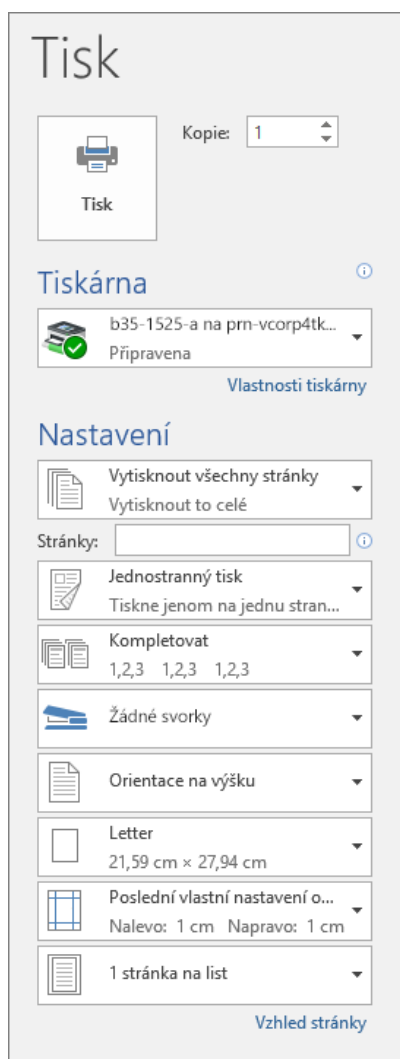 Tisk
Kopie: 1
Tisk
Tiskárna
b35-1525-a na prn-vcorp4tk...
Připravena
Vlastnosti tiskárny
Nastavení
Vytisknout všechny stránky
Vytisknout to celé
Stránky:
Jednostranný tisk
Tiskne jenom na jednu stran...
Kompletovat
1,2,3 1,2,3 1,2,3
Žádné svorky
Orientace na výšku
Letter
21,59 cm × 27,94 cm
Poslední vlastní nastavení o...
Nalevo: 1 cm Napravo: 1 cm
1 stránka na list
Vzhled stránky